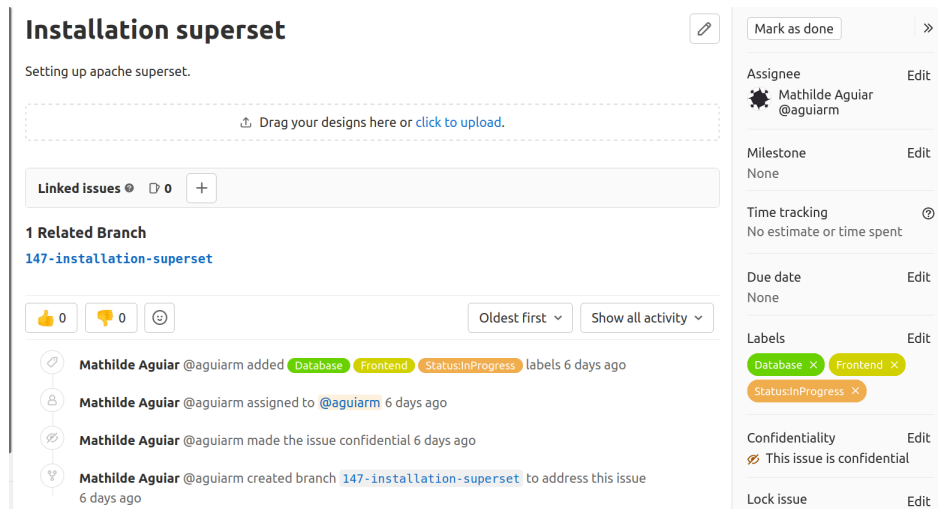 Installation superset
Setting up apache superset.
Drag your designs here or click to upload.
Linked issues 0
1 Related Branch
147-installation-superset
0 0
Oldest first Show all activity
Mathilde Aguiar @aguiarm added Database Frontend Status:InProgress labels 6 days ago
Mathilde Aguiar @aguiarm assigned to @aguiarm 6 days ago
Mathilde Aguiar @aguiarm made the issue confidential 6 days ago
Mathilde Aguiar @aguiarm created branch 147-installation-superset to address this issue
6 days ago
Mark as done
Assignee Edit
Mathilde Aguiar
@aguiarm
Milestone Edit
None
Time tracking
No estimate or time spent
Due date Edit
None
Labels Edit
Database × Frontend ×
Status:InProgress ×
Confidentiality Edit
This issue is confidential
Lock issue Edit